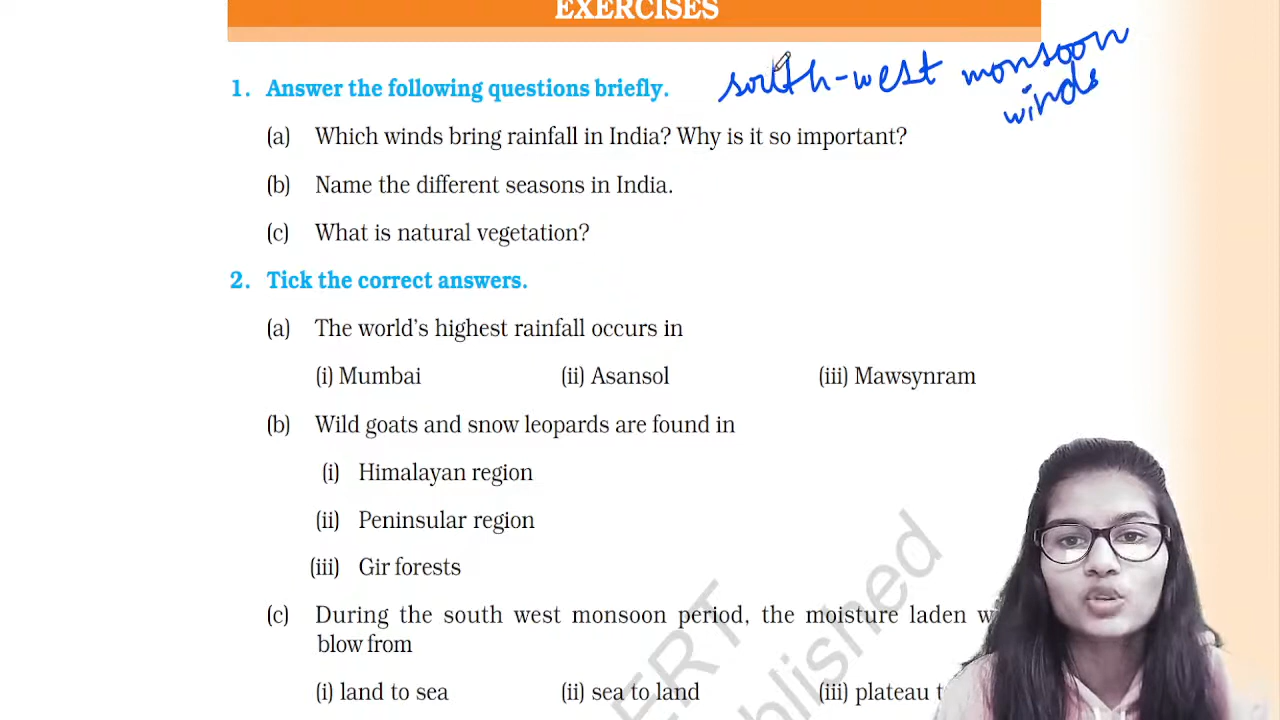 EXERCISES
south-west monsoon
winds
1. Answer the following questions briefly.
(a) Which winds bring rainfall in India? Why is it so important?
(b) Name the different seasons in India.
(c) What is natural vegetation?
2. Tick the correct answers.
(a) The world's highest rainfall occurs in
(i) Mumbai (ii) Asansol (iii) Mawsynram
(b) Wild goats and snow leopards are found in
(i) Himalayan region
(ii) Peninsular region
(iii) Gir forests
(c) During the south west monsoon period, the moisture laden
blow from
(i) land to sea (ii) sea to land (iii) plateau